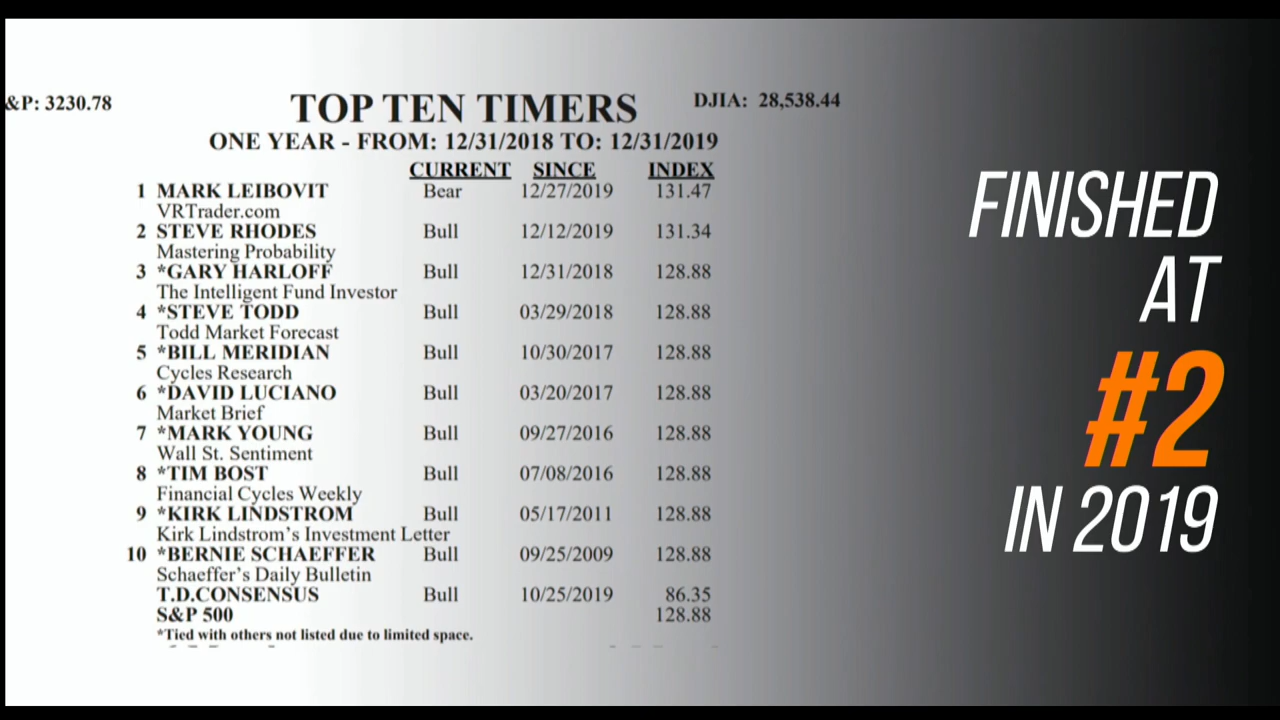 &P: 3230.78
TOP TEN TIMERS
DJIA: 28,538.44
ONE YEAR - FROM: 12/31/2018 TO: 12/31/2019
CURRENT SINCE INDEX
1 MARK LEIBOVIT Bear 12/27/2019 131.47
VRTrader.com
2 STEVE RHODES Bull 12/12/2019 131.34
Mastering Probability
3 *GARY HARLOFF Bull 12/31/2018 128.88
The Intelligent Fund Investor
4 *STEVE TODD Bull 03/29/2018 128.88
Todd Market Forecast
5 *BILL MERIDIAN Bull 10/30/2017 128.88
Cycles Research
6 *DAVID LUCIANO Bull 03/20/2017 128.88
Market Brief
7 *MARK YOUNG Bull 09/27/2016 128.88
Wall St. Sentiment
8 *TIM BOST Bull 07/08/2016 128.88
Financial Cycles Weekly
9 *KIRK LINDSTROM Bull 05/17/2011 128.88
Kirk Lindstrom's Investment Letter
10 *BERNIE SCHAEFFER Bull 09/25/2009 128.88
Schaeffer's Daily Bulletin
T.D.CONSENSUS Bull 10/25/2019 86.35
S&P 500 128.88
*Tied with others not listed due to limited space.
FINISHED
AT
#2
IN 2019